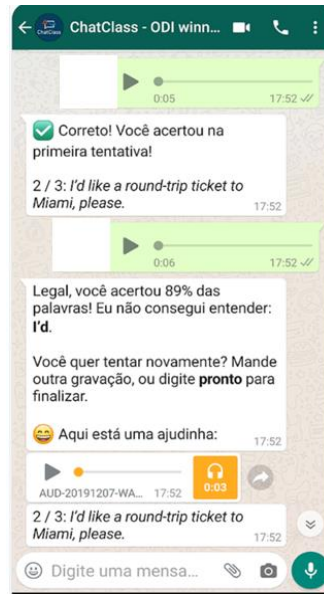 ChatClass - ODI winn...
ChatClass
0:05 17:52
✅ Correto! Você acertou na
primeira tentativa!
2 / 3: I'd like a round-trip ticket to
Miami, please.
17:52
0:06 17:52
Legal, você acertou 89% das
palavras! Eu não consegui entender:
I'd.
Você quer tentar novamente? Mande
outra gravação, ou digite pronto para
finalizar.
😄 Aqui está uma ajudinha:
17:52
0:03
AUD-20191207-WA... 17:52
2 / 3: I'd like a round-trip ticket to
Miami, please.
17:52
Digite uma mensa...